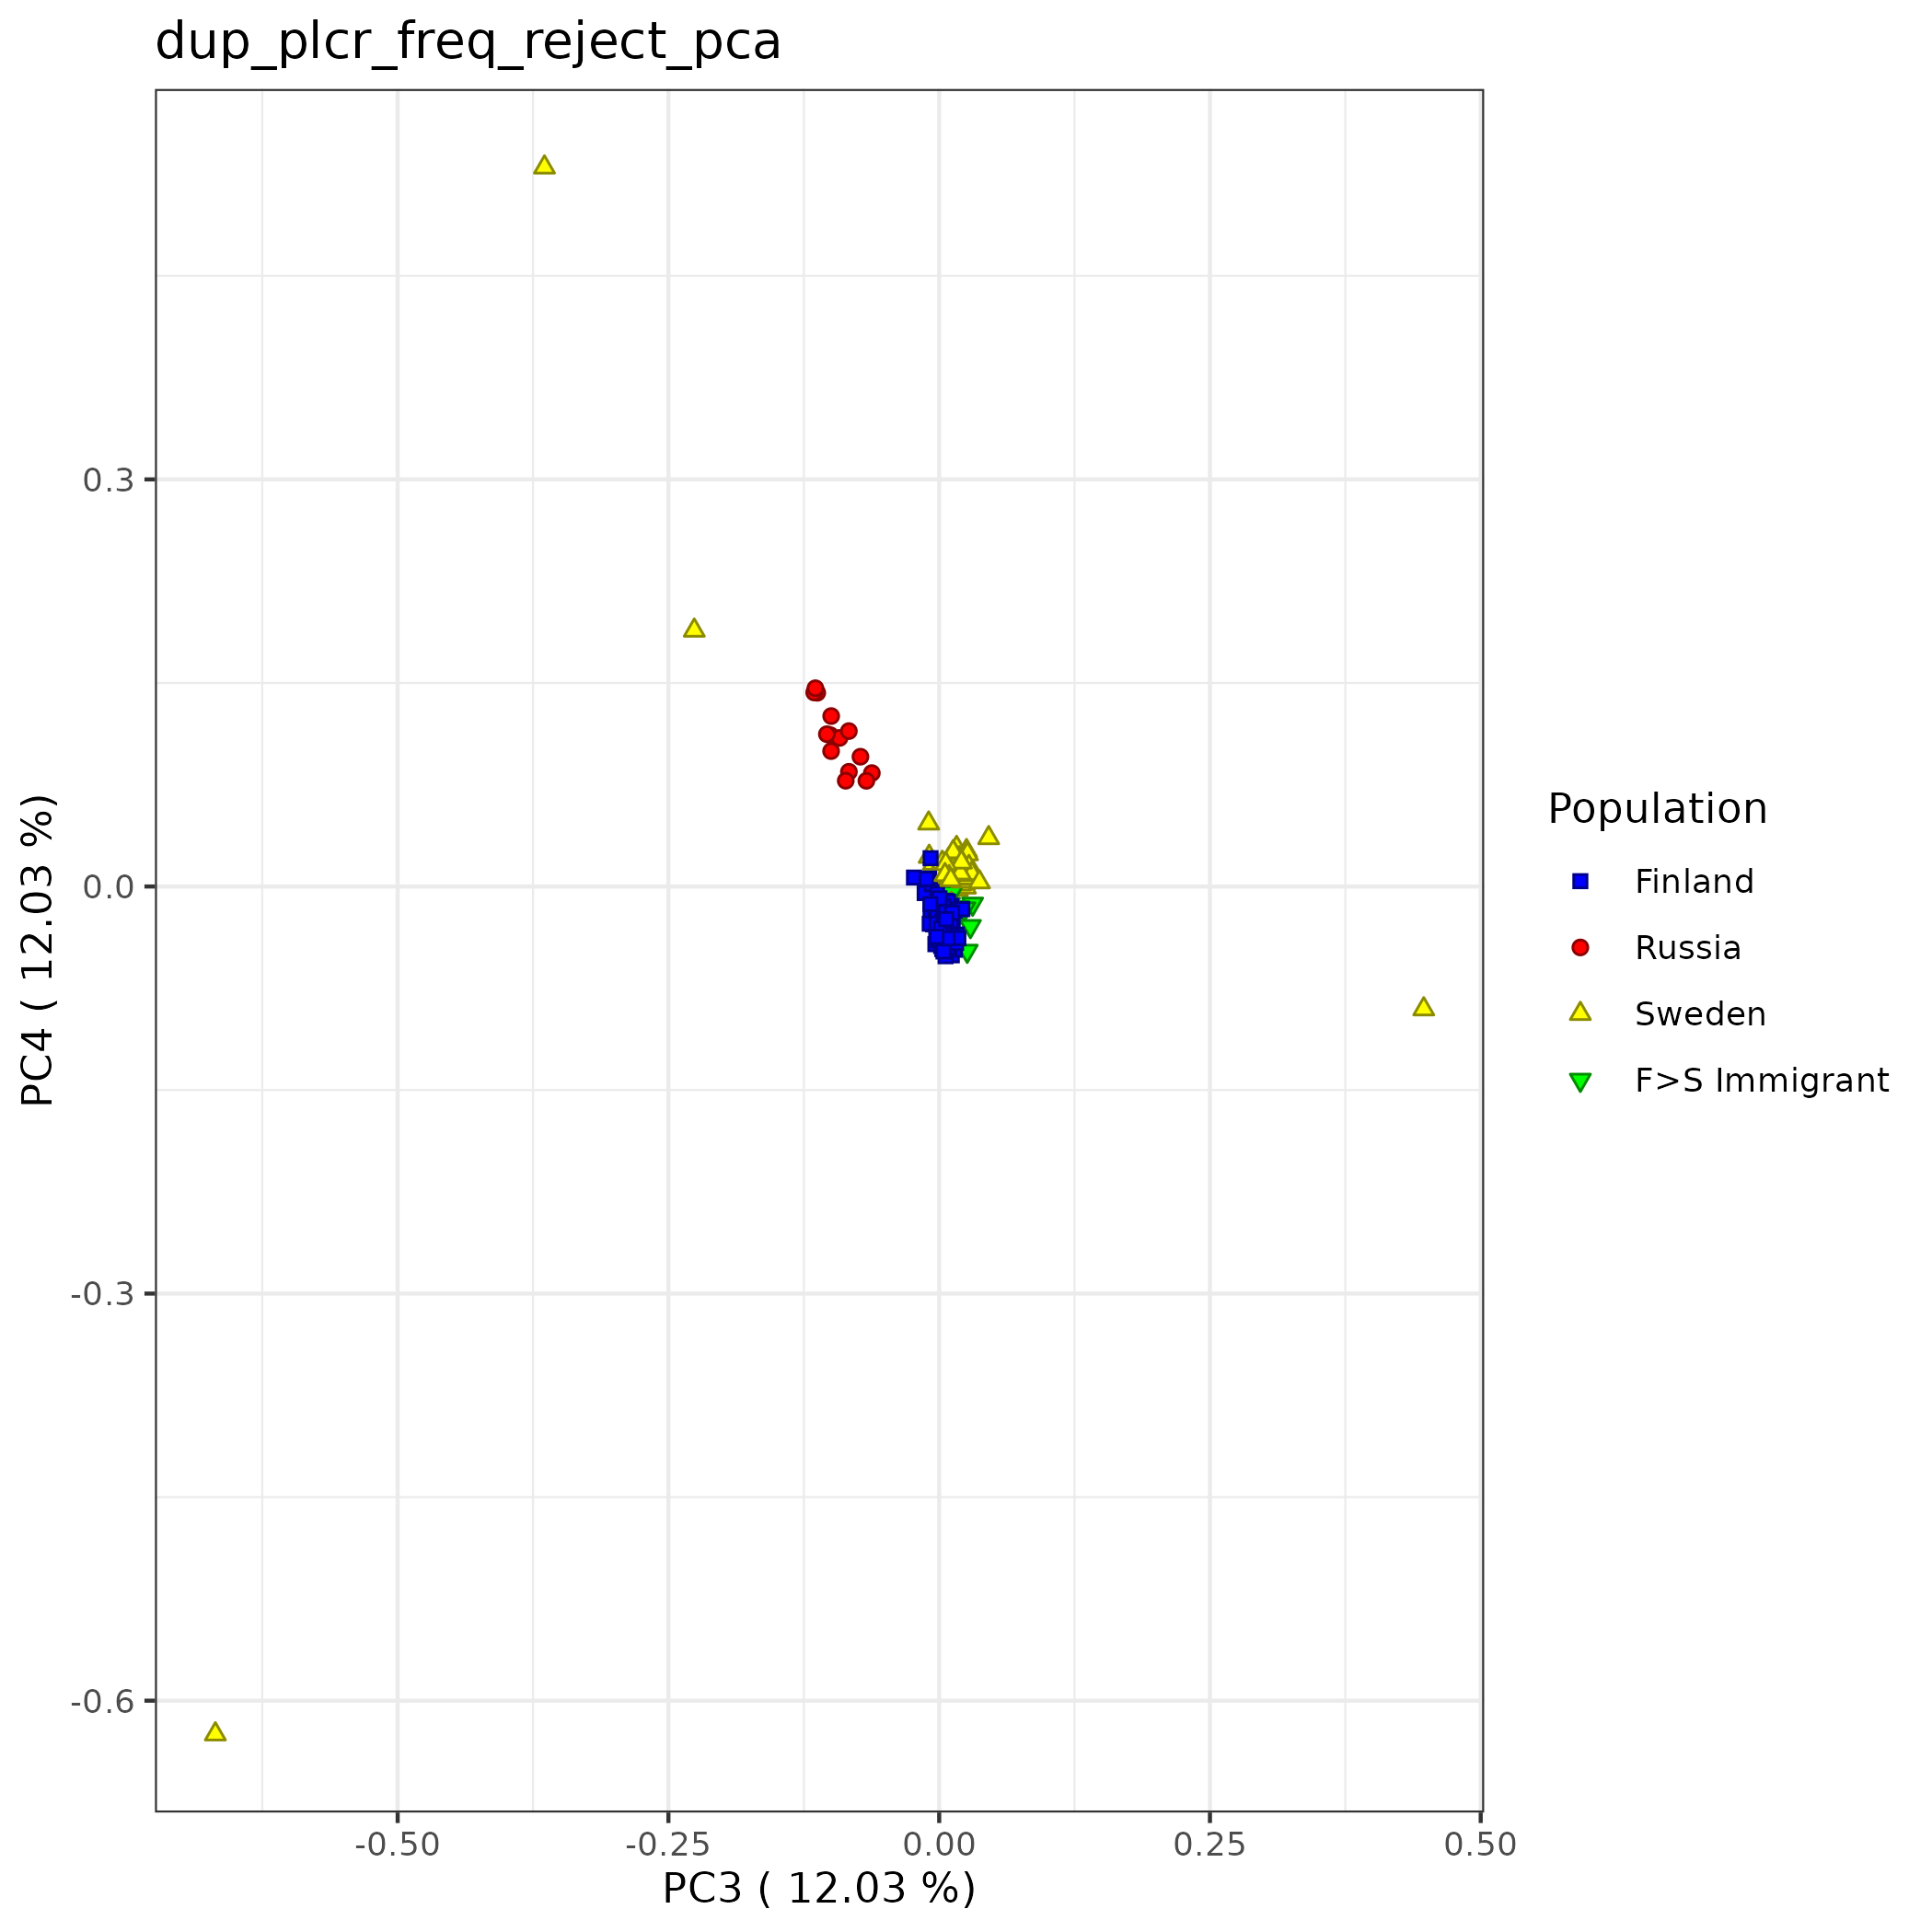 dup_plcr_freq_reject_pca
0.3
0.0
-0.3
-0.6
PC4 ( 12.03 %)
-0.50
-0.25
0.00
0.25
0.50
PC3 ( 12.03 %)
Population
Finland
Russia
Sweden
F>S Immigrant